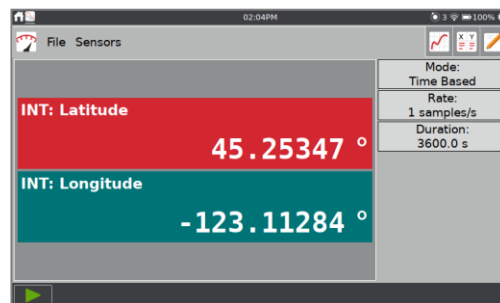 02:04PM
3
100%
File Sensors
X Y
INT: Latitude
45.25347 °
INT: Longitude
-123.11284 °
Mode:
Time Based
Rate:
1 samples/s
Duration:
3600.0 s